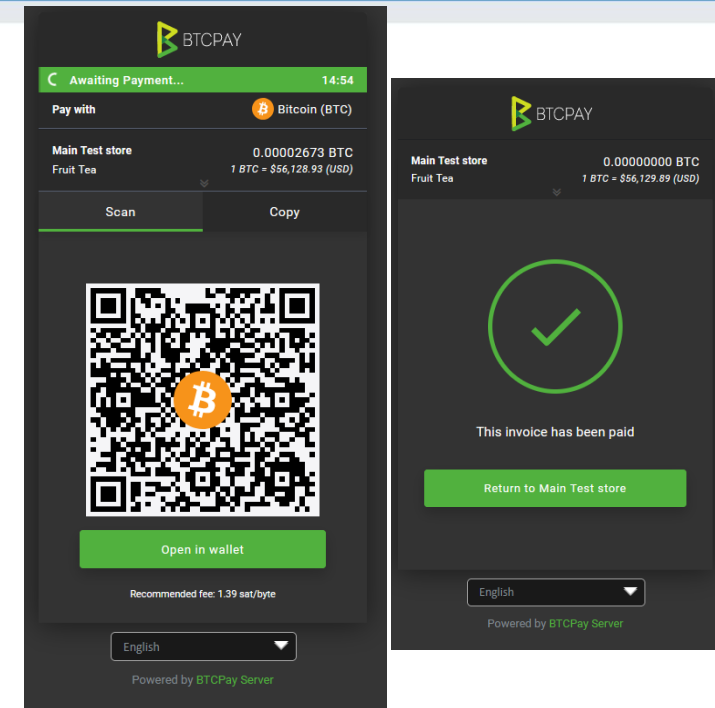 BTCPAY
Awaiting Payment... 14:54
Pay with Bitcoin (BTC)
Main Test store 0.00002673 BTC
Fruit Tea 1 BTC = $56,128.93 (USD)
Scan Copy
Open in wallet
Recommended fee: 1.39 sat/byte
English
Powered by BTCPay Server
BTCPAY
Main Test store 0.00000000 BTC
Fruit Tea 1 BTC = $56,129.89 (USD)
This invoice has been paid
Return to Main Test store
English
Powered by BTCPay Server